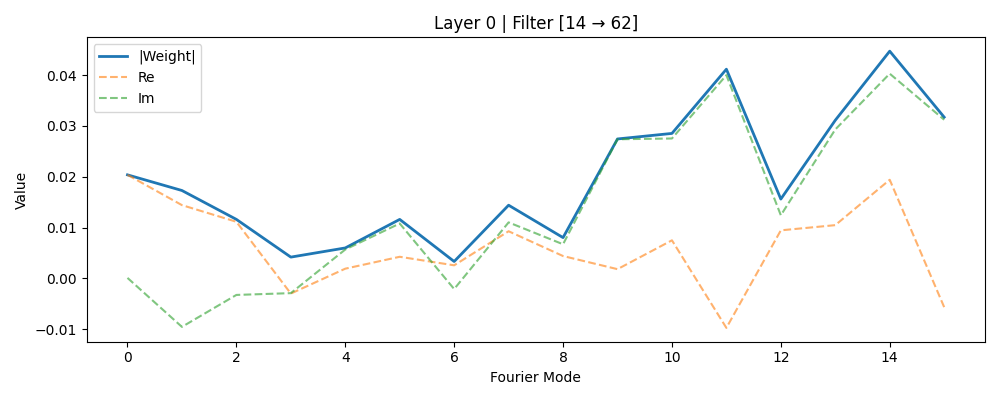 Layer 0 | Filter [14 → 62]
|Weight|
Re
Im
Value
0.04
0.03
0.02
0.01
0.00
−0.01
0 2 4 6 8 10 12 14
Fourier Mode